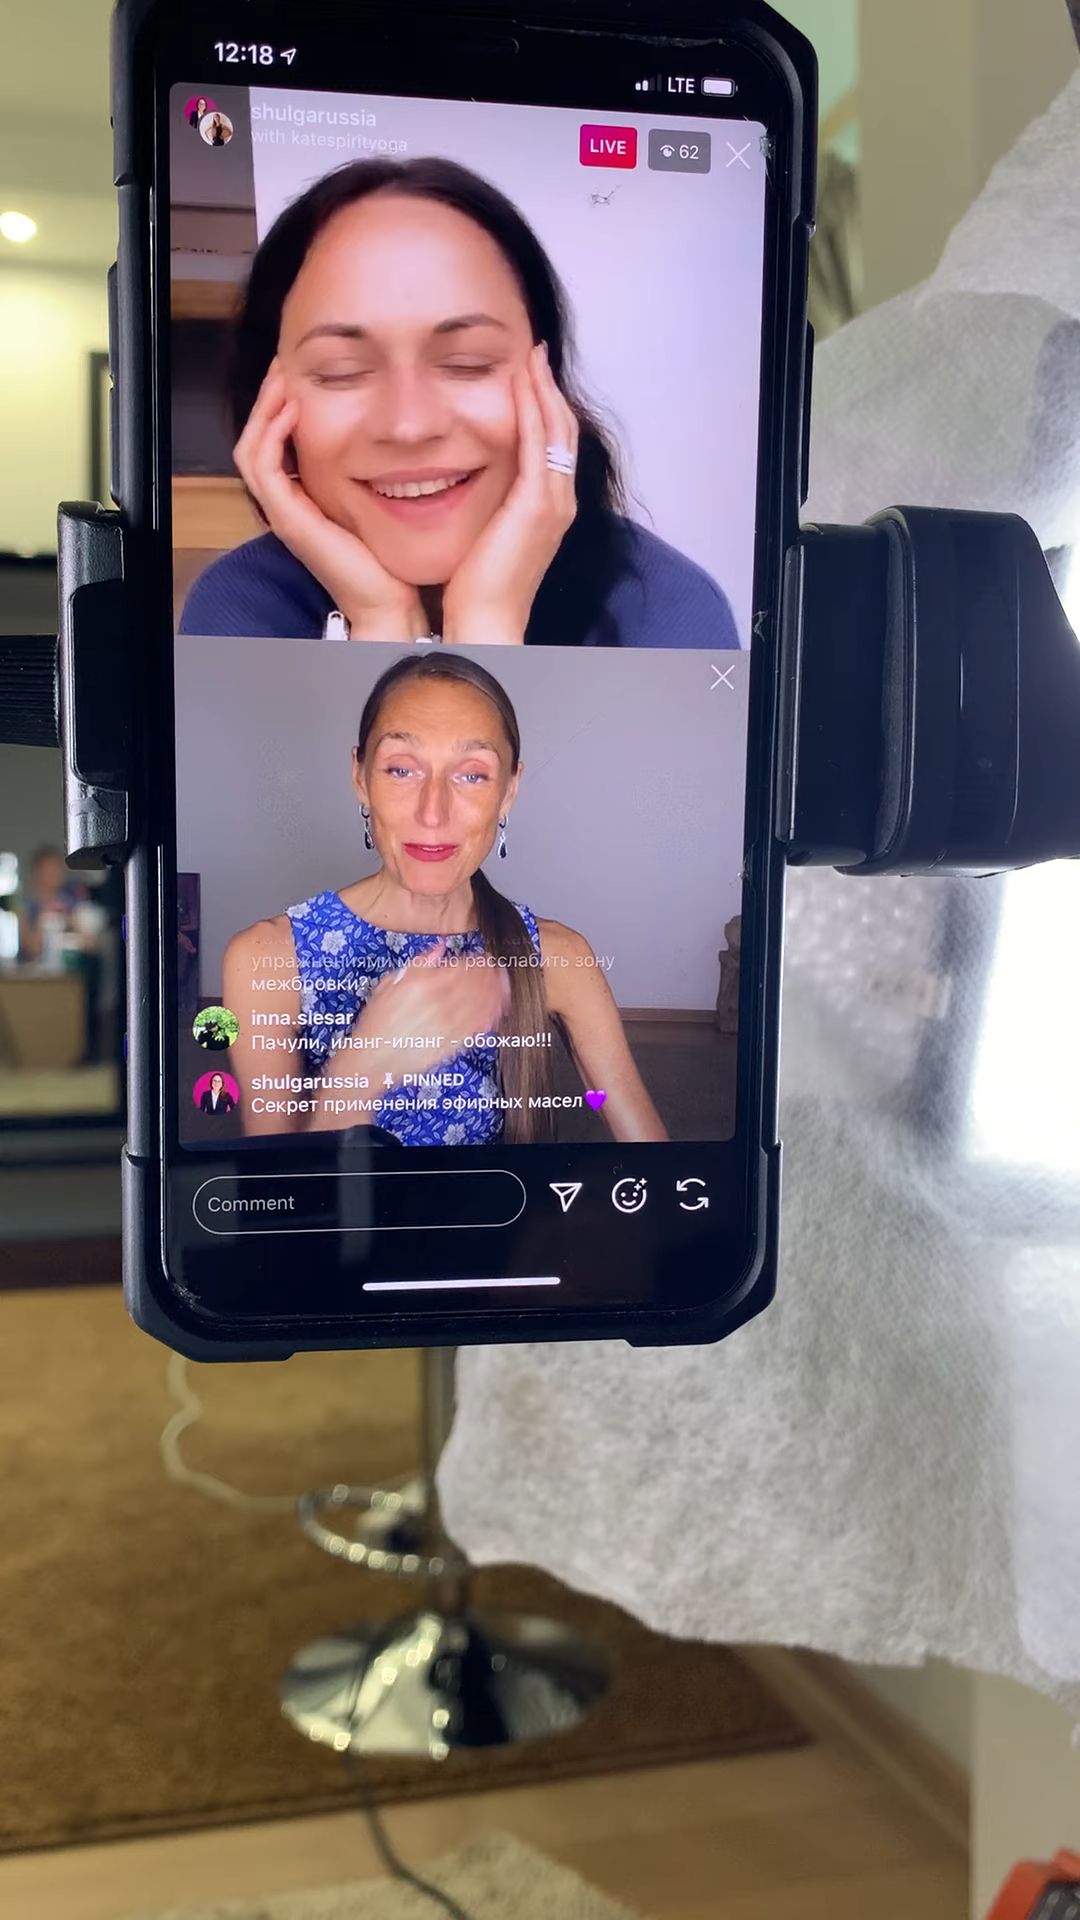 12:18
LTE
shulgarussia
with katespirityoga
LIVE
62
упражнениями можно расслабить зону
межбровки?
inna.slesar
Пачули, иланг-иланг - обожаю!!!
shulgarussia PINNED
Секрет применения эфирных масел💜
Comment